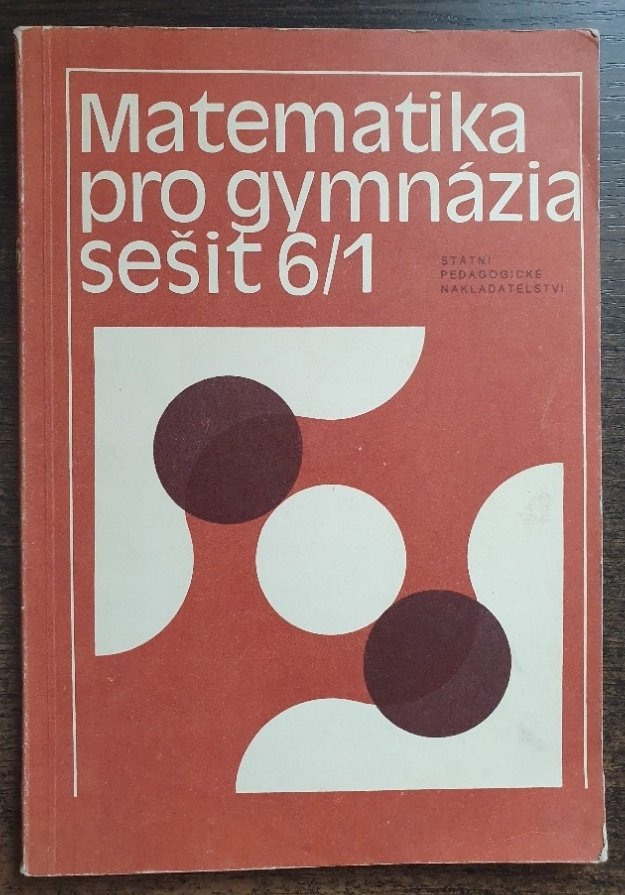 Matematika
pro gymnázia
sešit 6/1
STÁTNÍ
PEDAGOGICKÉ
NAKLADATELSTVÍ